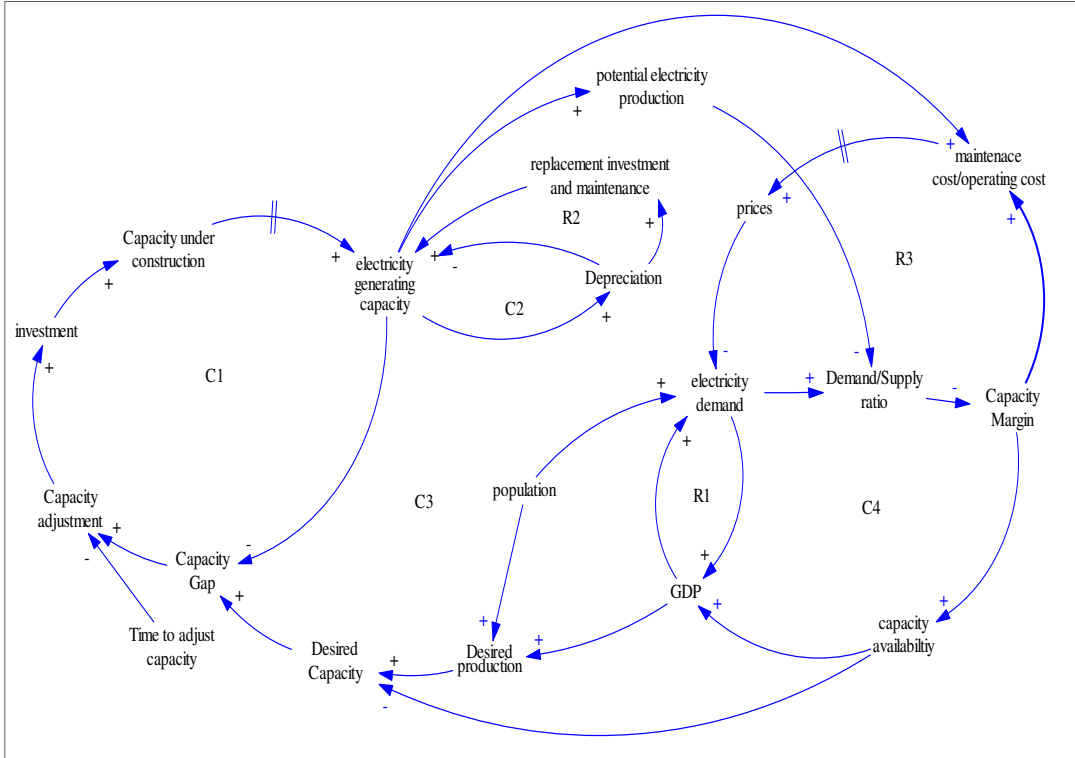 potential electricity
production
+
replacement investment
and maintenance
R2
+
+
maintenace
cost/operating cost
+
prices
+
R3
Capacity under
construction
+
+
electricity
generating
capacity
+
-
Depreciation
+
C2
investment
+
C1
-
electricity
demand
+
+
+
-
Demand/Supply
ratio
-
Capacity
Margin
population
C3
R1
C4
+
Capacity
adjustment
+
-
Capacity
Gap
-
+
Time to adjust
capacity
GDP
+
+
capacity
availabiltiy
Desired
Capacity
+
-
Desired
production
+
+